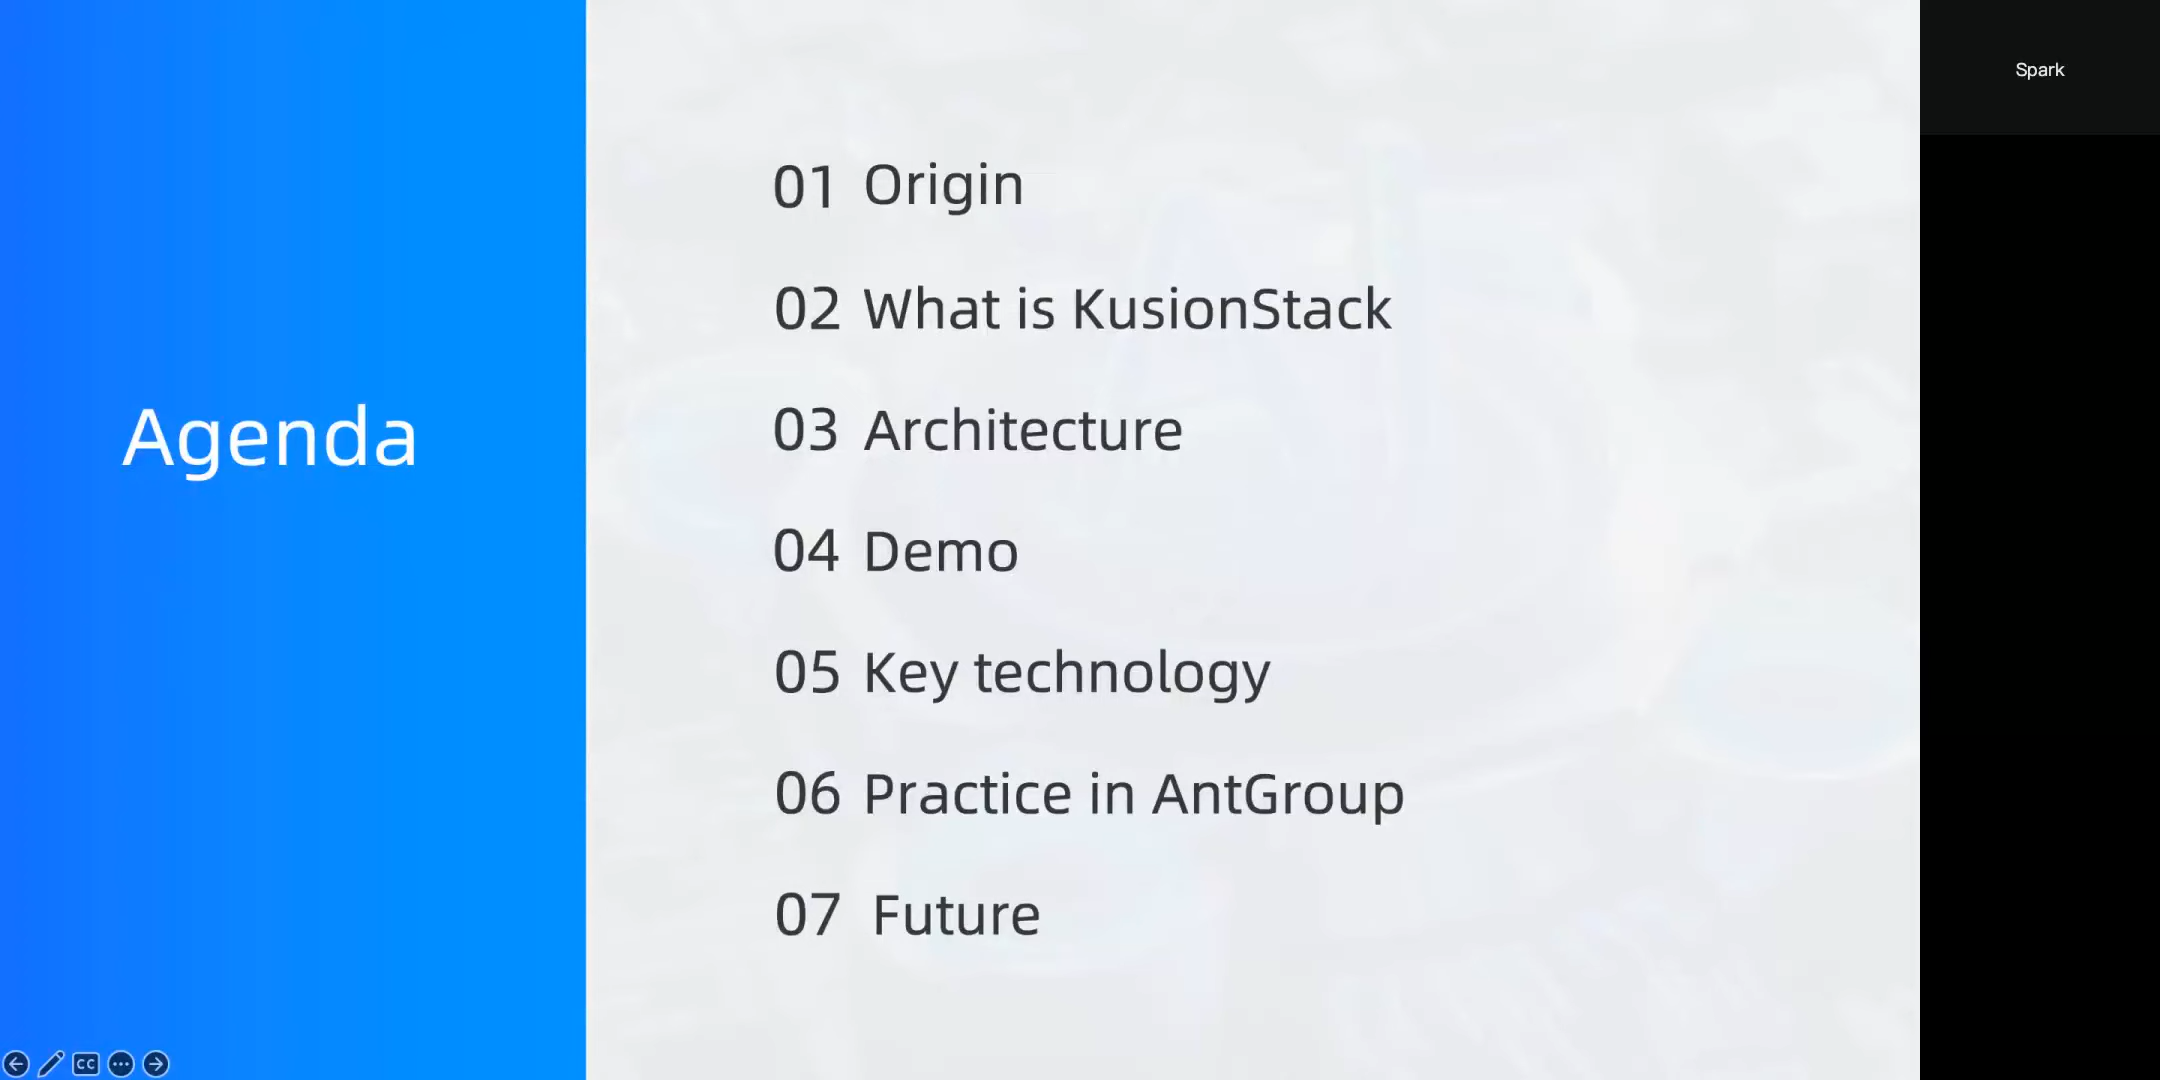 Agenda
01 Origin
02 What is KusionStack
03 Architecture
04 Demo
05 Key technology
06 Practice in AntGroup
07 Future
Spark
CC